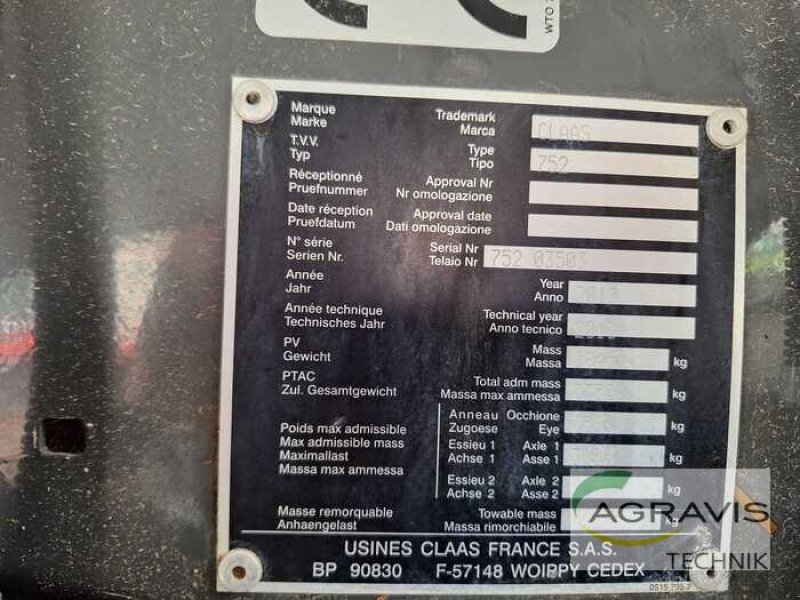 WTO
Marque Trademark
Marke Marca CLAAS
T.V.V. Type
Typ Tipo 752
Réceptionné Approval Nr
Pruefnummer Nr omologazione
Date réception Approval date
Pruefdatum Dati omologazione
N° série Serial Nr
Serien Nr. Telaio Nr 752 03503
Année Year
Jahr Anno
Année technique Technical year
Technisches Jahr Anno tecnico
PV Mass
Gewicht Massa kg
PTAC Total adm mass
Zul. Gesamtgewicht Massa max ammessa kg
Anneau Occhione
Poids max admissible Zugoese Eye kg
Max admissible mass Essieu 1 Axle 1
Maximallast Achse 1 Asse 1 kg
Massa max ammessa
Essieu 2 Axle 2
Achse 2 Asse 2 kg
Masse remorquable Towable mass
Anhaengelast Massa rimorchiabile kg
USINES CLAAS FRANCE S.A.S.
BP 90830 F-57148 WOIPPY CEDEX
AGRAVIS
TECHNIK